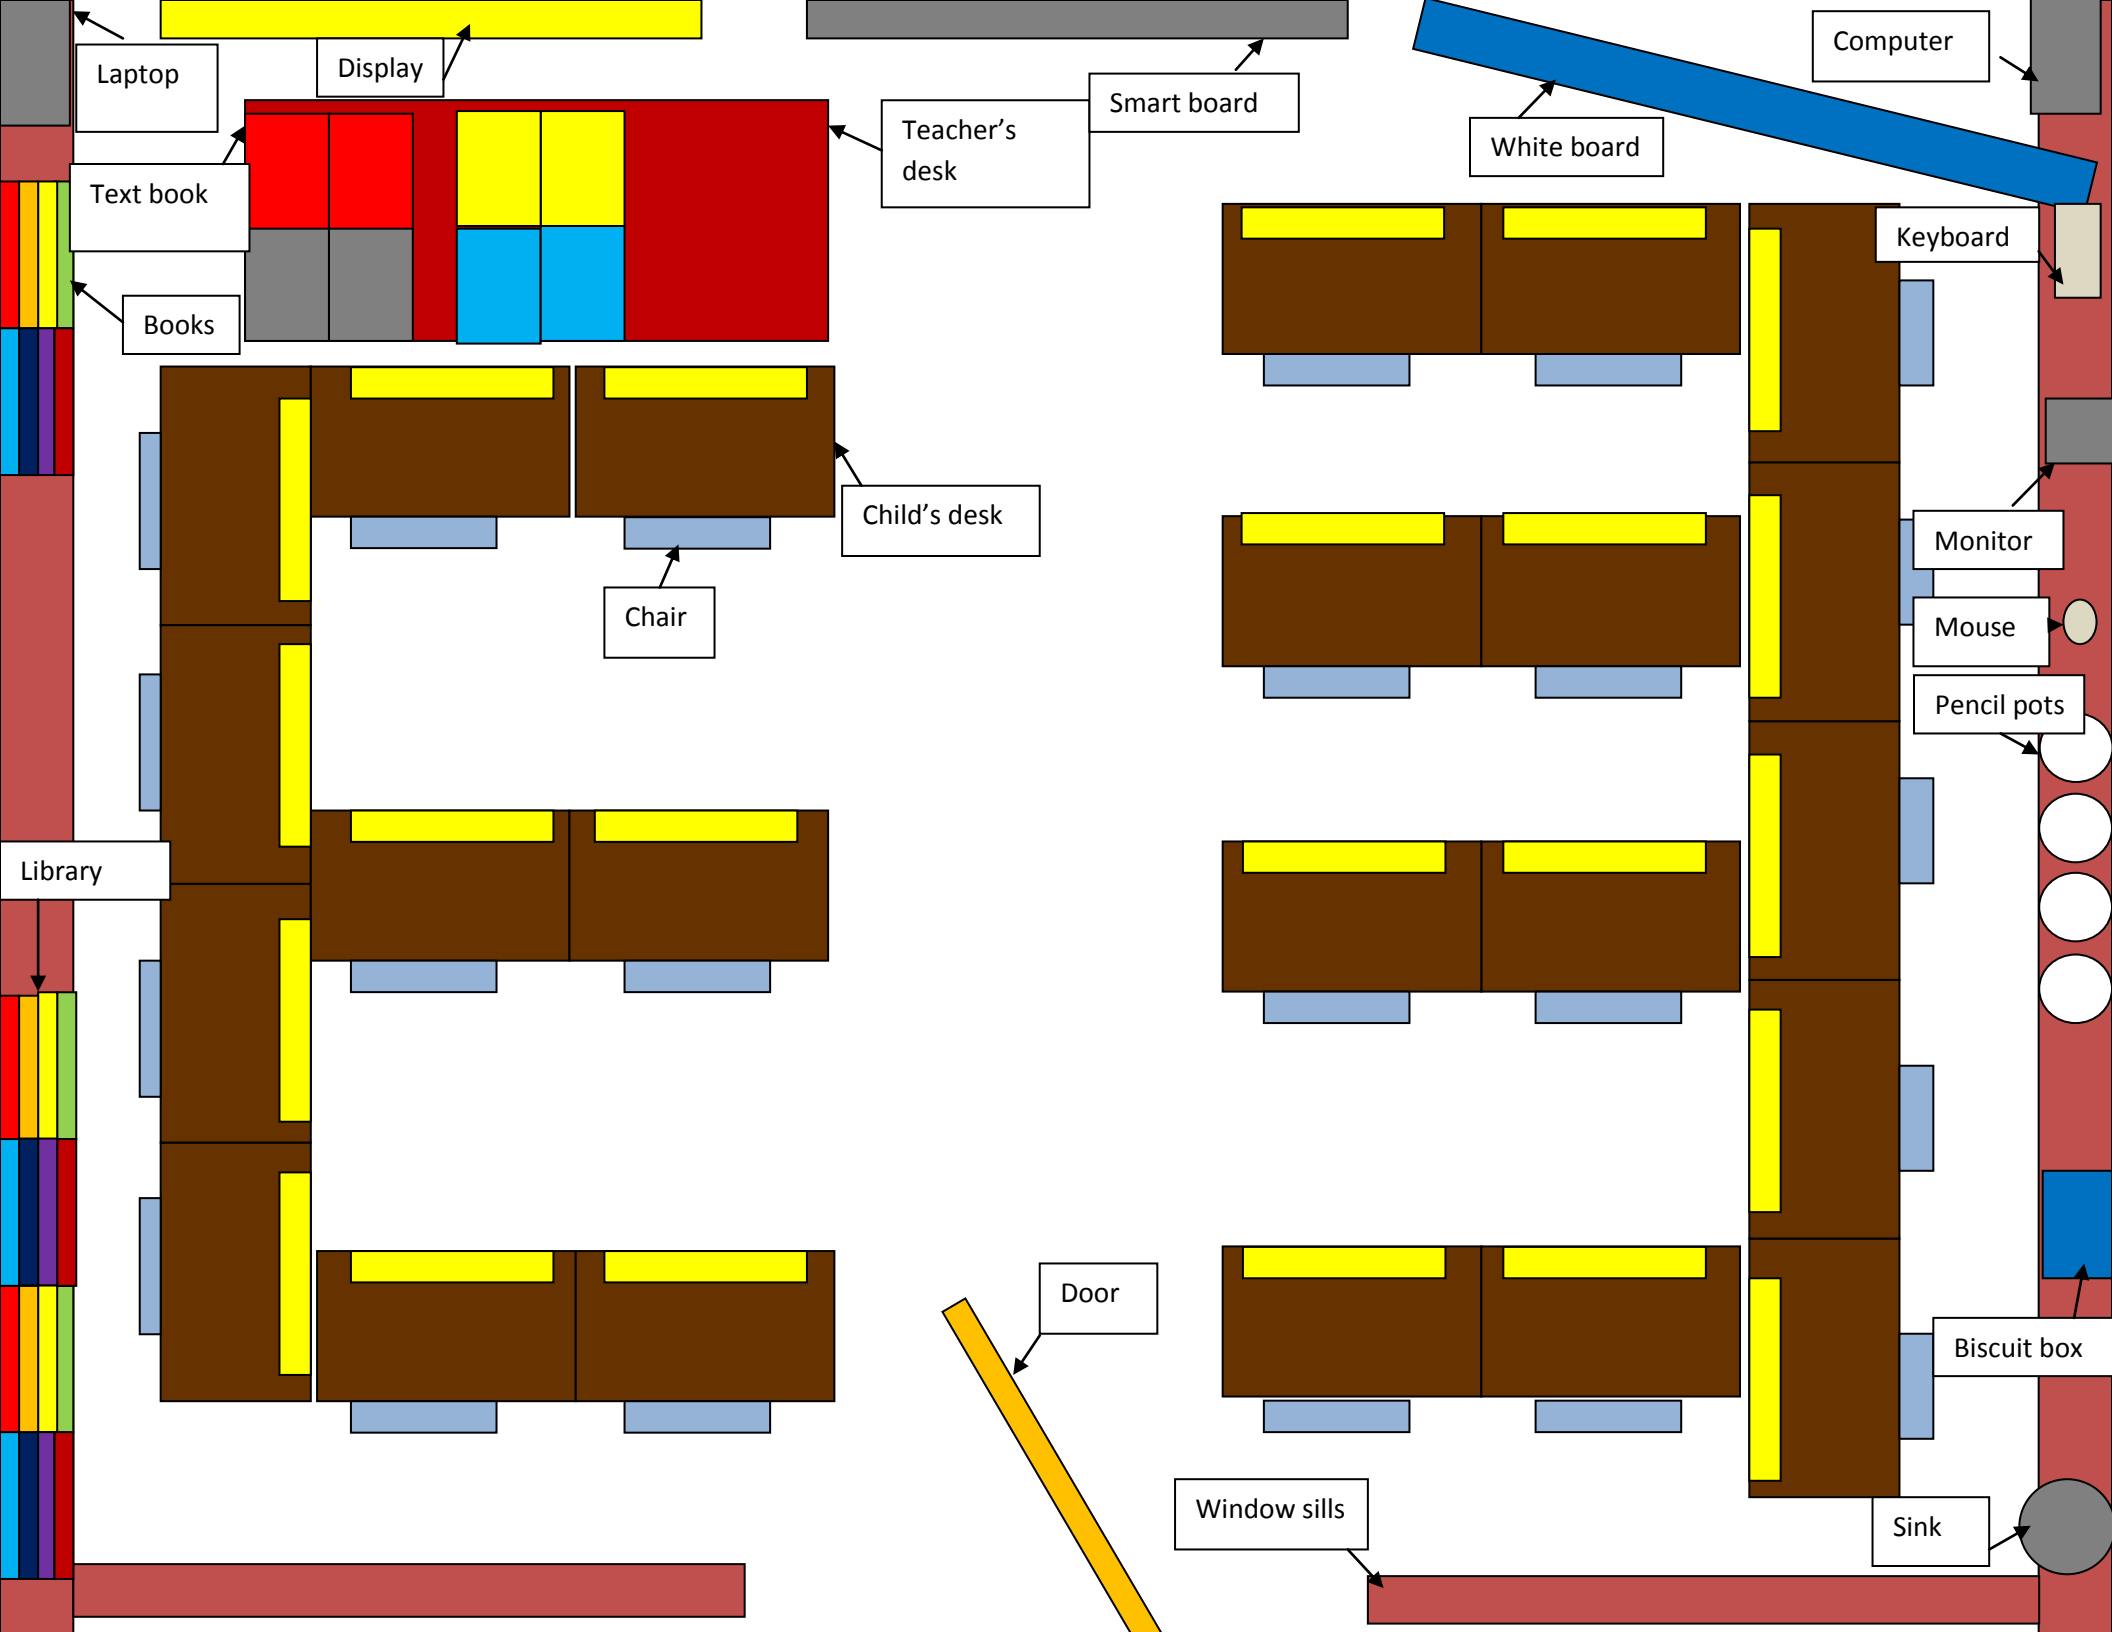 Laptop
Display
Smart board
Computer
Teacher's
desk
White board
Text book
Keyboard
Books
Child's desk
Monitor
Chair
Mouse
Pencil pots
Library
Door
Biscuit box
Window sills
Sink